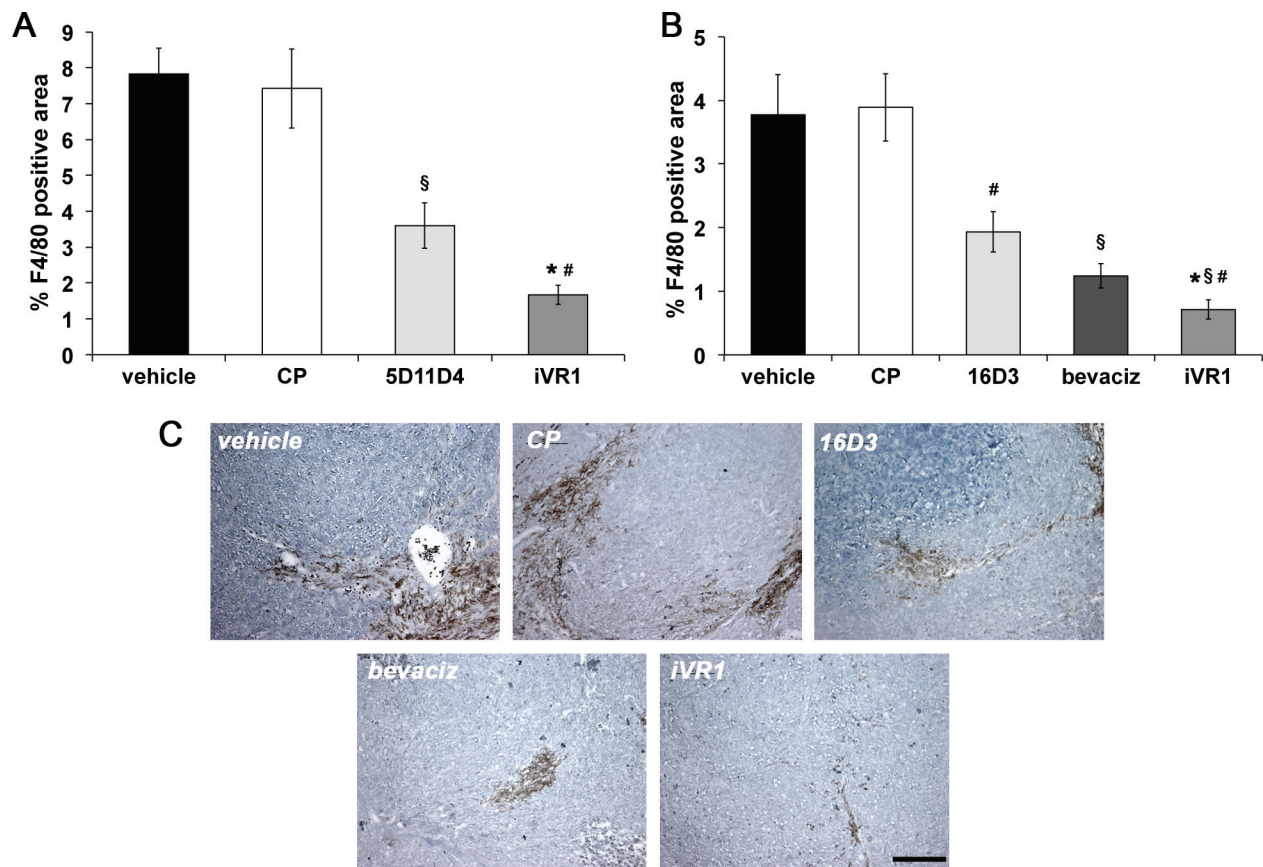 A
% F4/80 positive area
9
8
7
6
5
4
3
2
1
0
§
* #
vehicle CP 5D11D4 iVR1
B
% F4/80 positive area
5
4
3
2
1
0
#
§
* § #
vehicle CP 16D3 bevaciz iVR1
C
vehicle
CP
16D3
bevaciz
iVR1